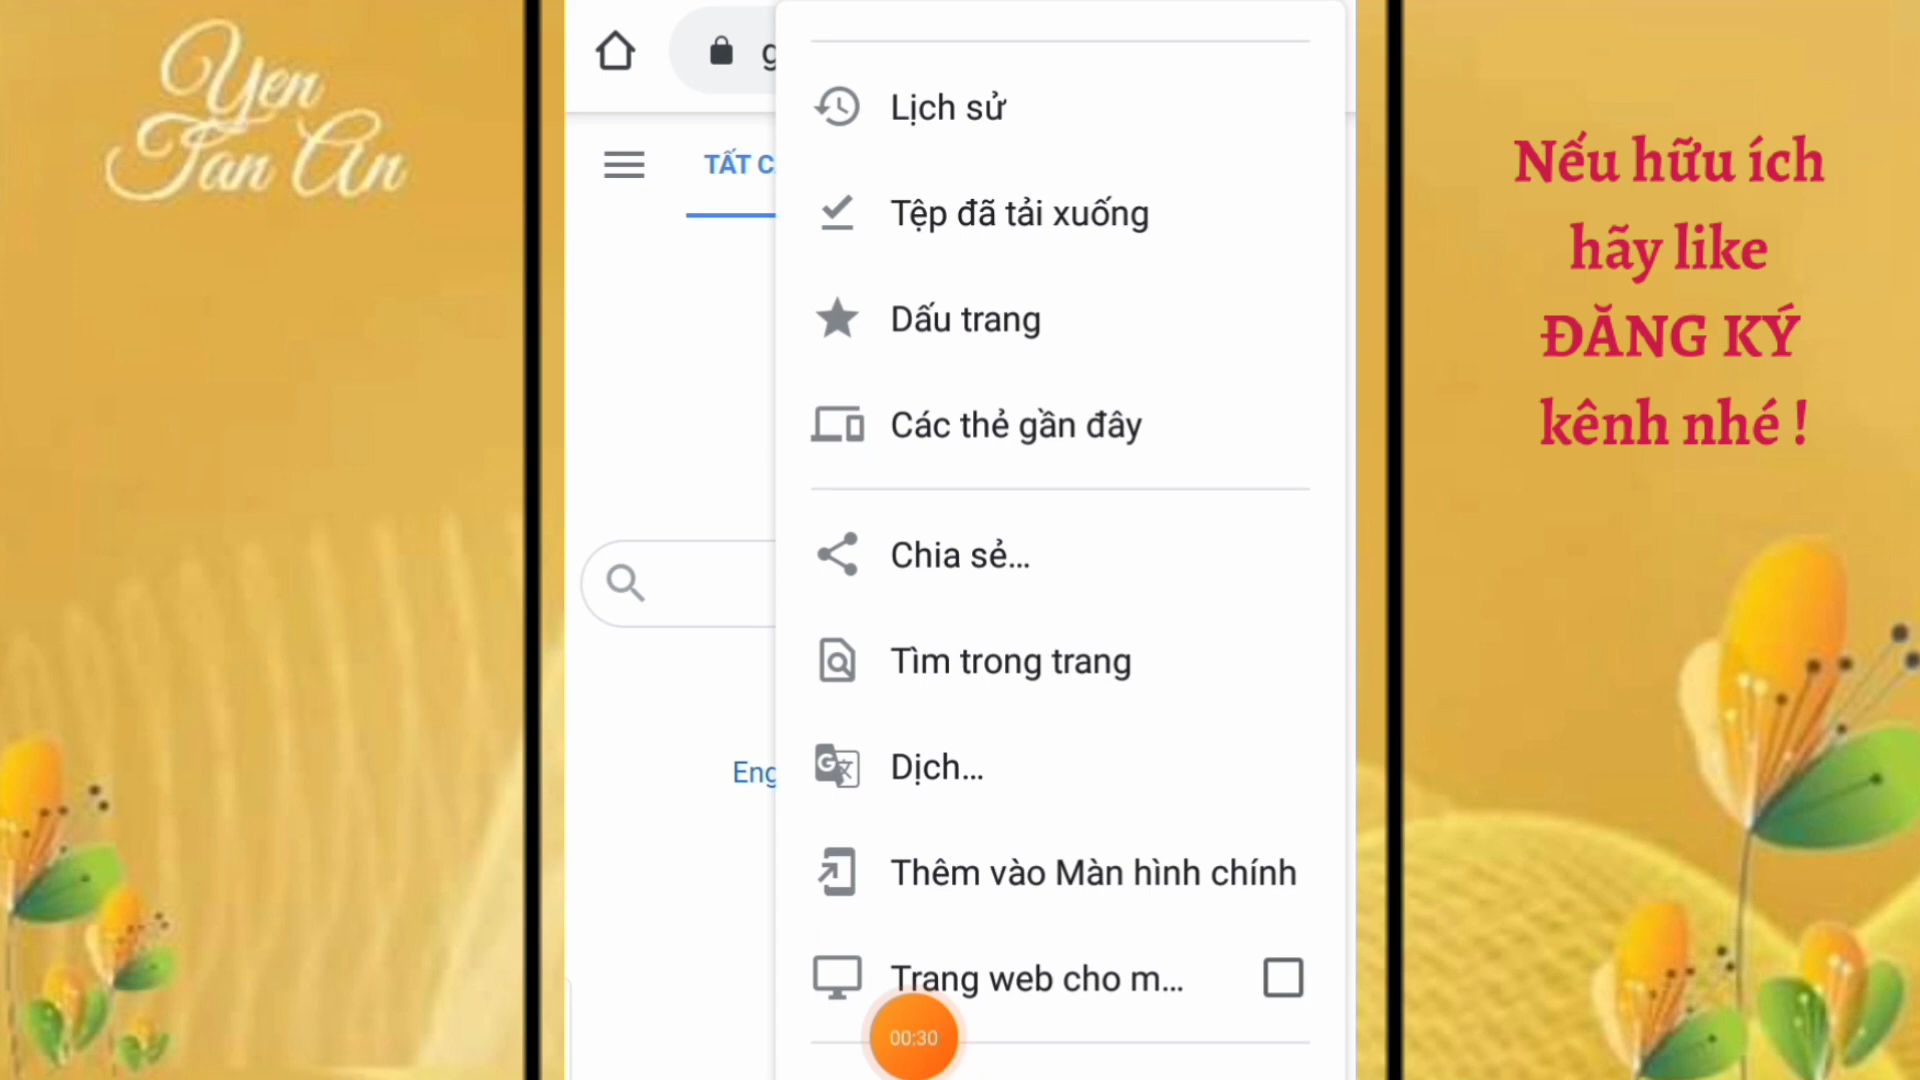 Yen
Tan An
g
TẤT C
Eng
Lịch sử
Tệp đã tải xuống
Dấu trang
Các thẻ gần đây
Chia sẻ...
Tìm trong trang
Dịch...
Thêm vào Màn hình chính
Trang web cho m...
00:30
Nếu hữu ích
hãy like
ĐĂNG KÝ
kênh nhé !